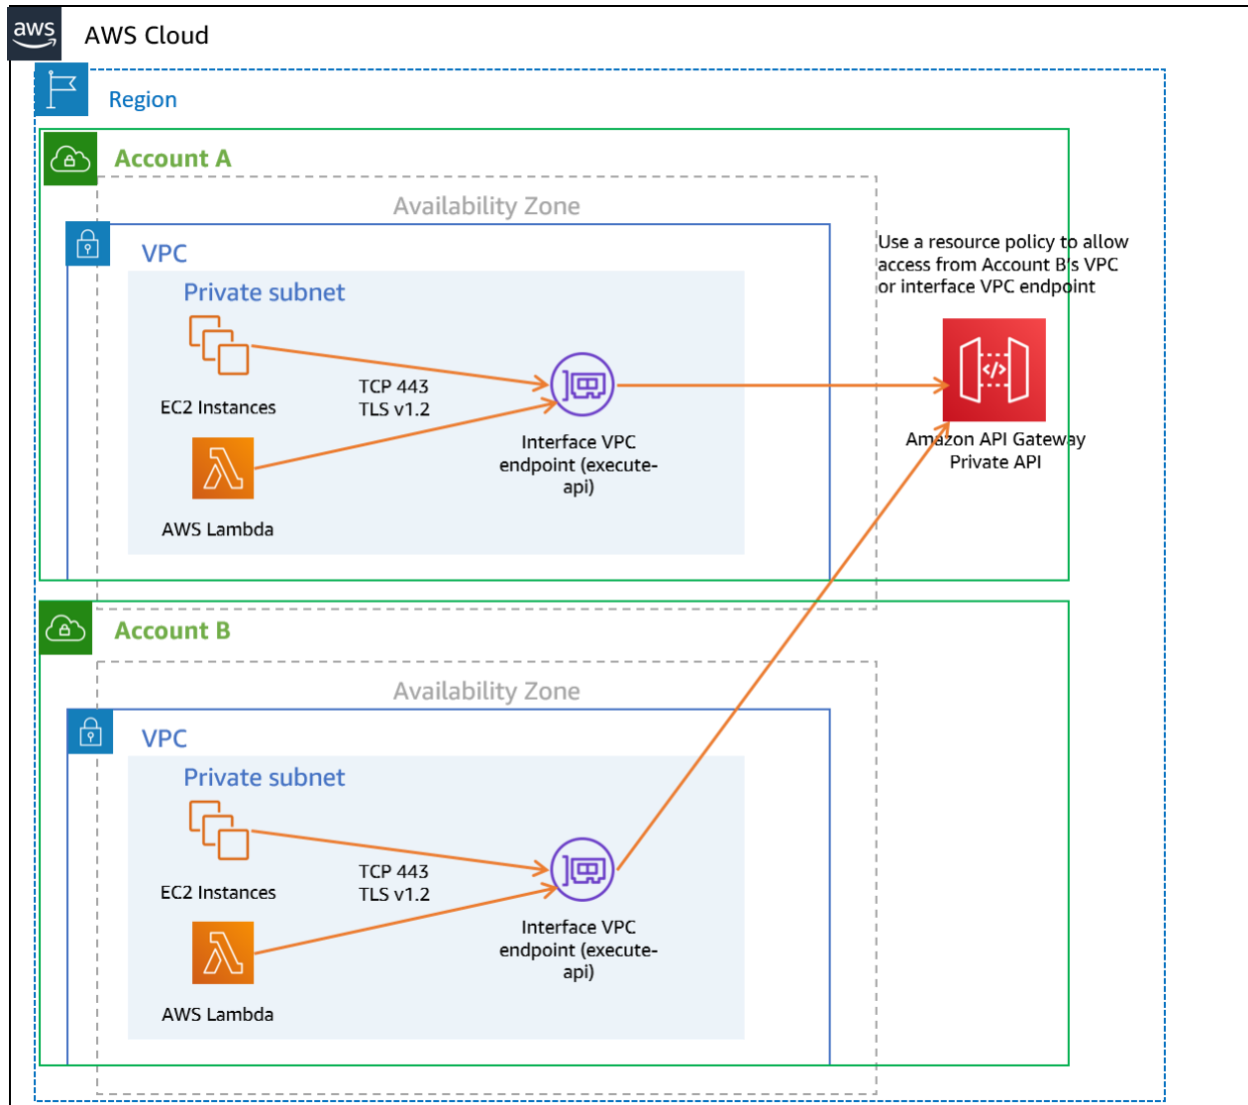 aws
AWS Cloud
Region
Account A
Availability Zone
VPC
Use a resource policy to allow
access from Account B's VPC
or interface VPC endpoint
Private subnet
</>
TCP 443
TLS v1.2
EC2 Instances
Interface VPC
endpoint (execute-
api)
Amazon API Gateway
Private API
AWS Lambda
Account B
Availability Zone
VPC
Private subnet
TCP 443
TLS v1.2
EC2 Instances
Interface VPC
endpoint (execute-
api)
AWS Lambda